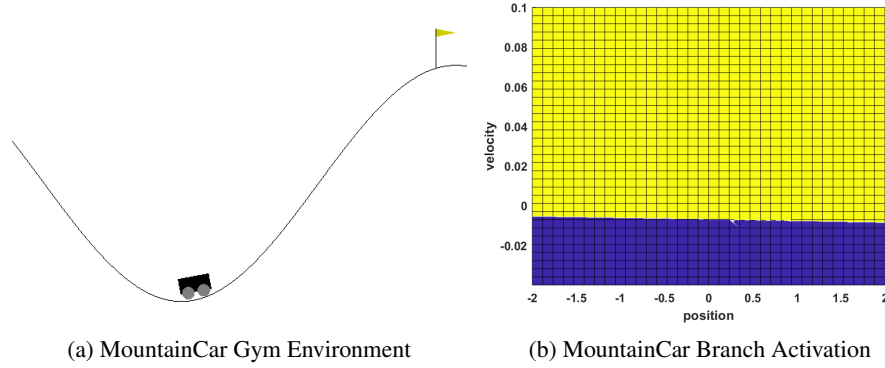 0.1
0.08
0.06
0.04
0.02
0
-0.02
velocity
-2 -1.5 -1 -0.5 0 0.5 1 1.5 2
position
(a) MountainCar Gym Environment
(b) MountainCar Branch Activation